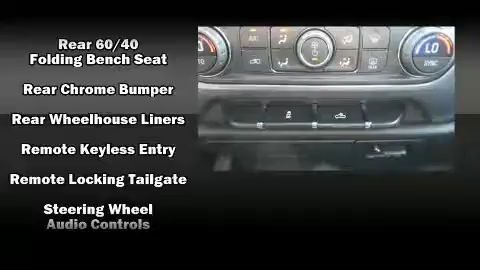 Rear 60/40
Folding Bench Seat
Rear Chrome Bumper
Rear Wheelhouse Liners
Remote Keyless Entry
Remote Locking Tailgate
Steering Wheel
Audio Controls
A/C
LO
SYNC